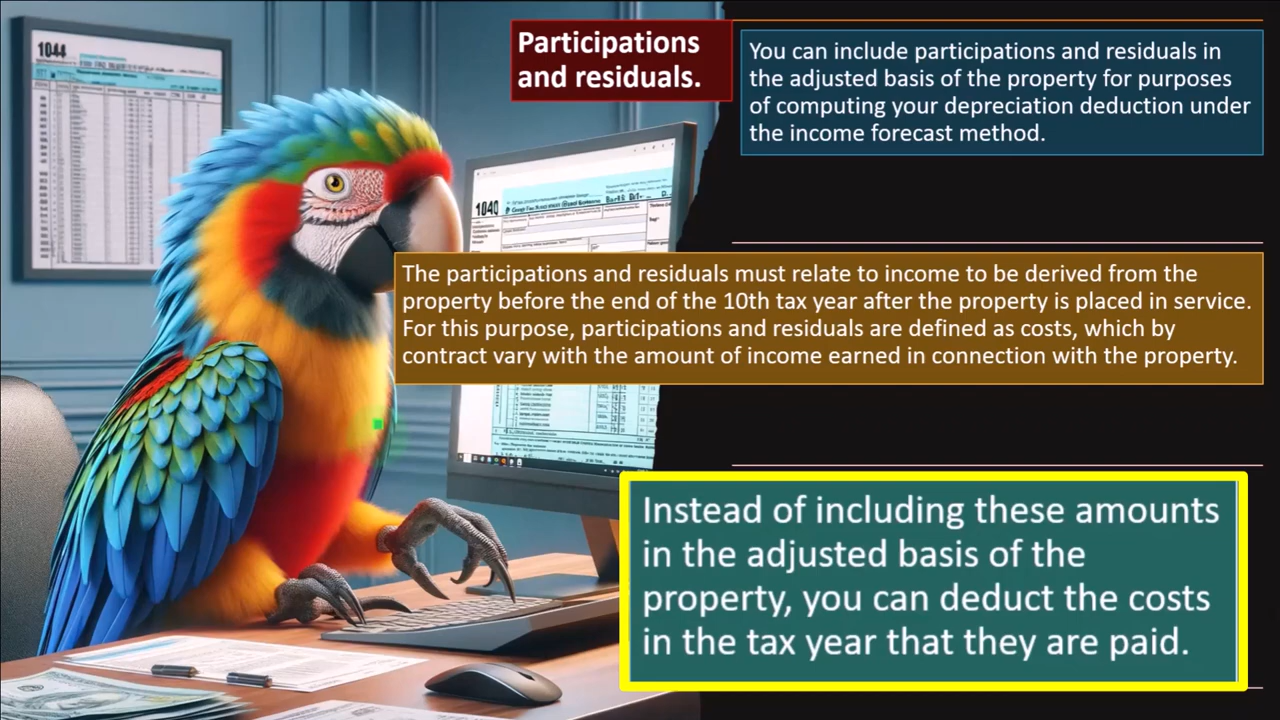 Participations
and residuals.
You can include participations and residuals in
the adjusted basis of the property for purposes
of computing your depreciation deduction under
the income forecast method.
The participations and residuals must relate to income to be derived from the
property before the end of the 10th tax year after the property is placed in service.
For this purpose, participations and residuals are defined as costs, which by
contract vary with the amount of income earned in connection with the property.
Instead of including these amounts
in the adjusted basis of the
property, you can deduct the costs
in the tax year that they are paid.
1044
1040